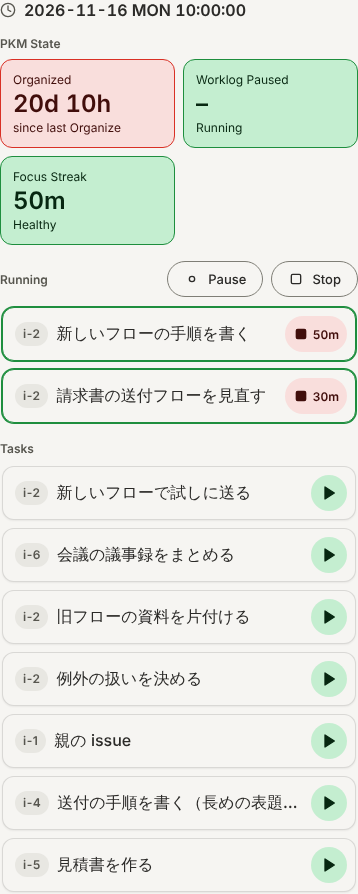 2026-11-16 MON 10:00:00
PKM State
Organized
20d 10h
since last Organize
Worklog Paused
–
Running
Focus Streak
50m
Healthy
Running
Pause
Stop
i-2 新しいフローの手順を書く 50m
i-2 請求書の送付フローを見直す 30m
Tasks
i-2 新しいフローで試しに送る
i-6 会議の議事録をまとめる
i-2 旧フローの資料を片付ける
i-2 例外の扱いを決める
i-1 親の issue
i-4 送付の手順を書く（長めの表題...
i-5 見積書を作る